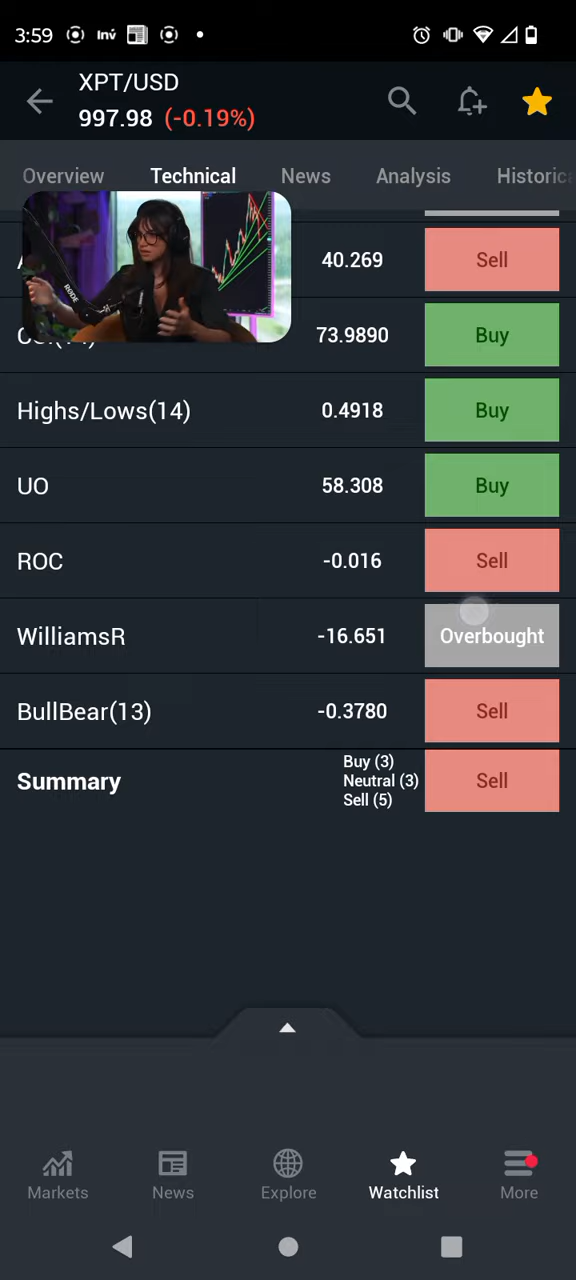 3:59 Inv
XPT/USD
997.98 (-0.19%)
Overview Technical News Analysis Historic
40.269 Sell
73.9890 Buy
Highs/Lows(14) 0.4918 Buy
UO 58.308 Buy
ROC -0.016 Sell
WilliamsR -16.651 Overbought
BullBear(13) -0.3780 Sell
Buy (3)
Summary Neutral (3) Sell
Sell (5)
Markets News Explore Watchlist More